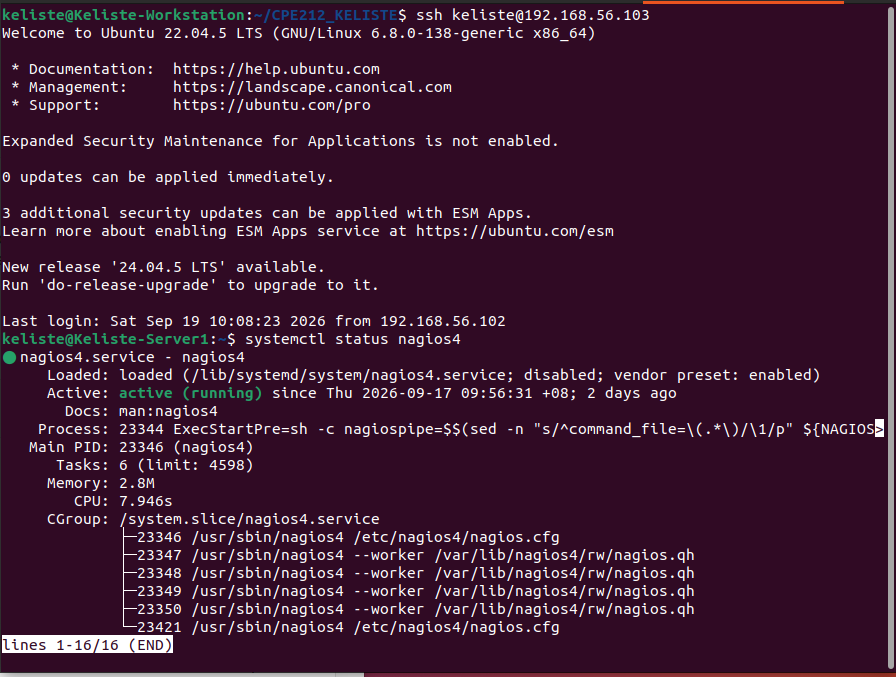 keliste@Keliste-Workstation:~/CPE212_KELISTE$ ssh keliste@192.168.56.103
Welcome to Ubuntu 22.04.5 LTS (GNU/Linux 6.8.0-138-generic x86_64)

 * Documentation:  https://help.ubuntu.com
 * Management:     https://landscape.canonical.com
 * Support:        https://ubuntu.com/pro

Expanded Security Maintenance for Applications is not enabled.

0 updates can be applied immediately.

3 additional security updates can be applied with ESM Apps.
Learn more about enabling ESM Apps service at https://ubuntu.com/esm

New release '24.04.5 LTS' available.
Run 'do-release-upgrade' to upgrade to it.

Last login: Sat Sep 19 10:08:23 2026 from 192.168.56.102
keliste@Keliste-Server1:~$ systemctl status nagios4
● nagios4.service - nagios4
     Loaded: loaded (/lib/systemd/system/nagios4.service; disabled; vendor preset: enabled)
     Active: active (running) since Thu 2026-09-17 09:56:31 +08; 2 days ago
       Docs: man:nagios4
    Process: 23344 ExecStartPre=sh -c nagiospipe=$$(sed -n "s/^command_file=\(.*\)/\1/p" ${NAGIOS>
   Main PID: 23346 (nagios4)
      Tasks: 6 (limit: 4598)
     Memory: 2.8M
        CPU: 7.946s
     CGroup: /system.slice/nagios4.service
             ├─23346 /usr/sbin/nagios4 /etc/nagios4/nagios.cfg
             ├─23347 /usr/sbin/nagios4 --worker /var/lib/nagios4/rw/nagios.qh
             ├─23348 /usr/sbin/nagios4 --worker /var/lib/nagios4/rw/nagios.qh
             ├─23349 /usr/sbin/nagios4 --worker /var/lib/nagios4/rw/nagios.qh
             ├─23350 /usr/sbin/nagios4 --worker /var/lib/nagios4/rw/nagios.qh
             └─23421 /usr/sbin/nagios4 /etc/nagios4/nagios.cfg
lines 1-16/16 (END)